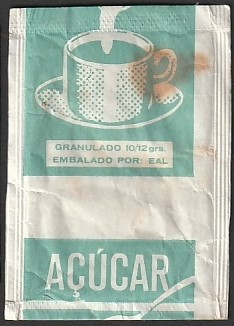 GRANULADO 10/12 grs.
EMBALADO POR: EAL
AÇÚCAR